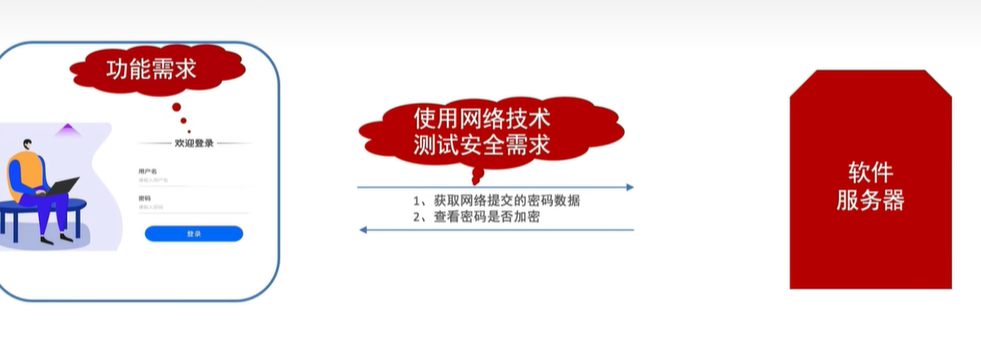 功能需求
欢迎登录
用户名
请输入用户名
密码
请输入密码
登录
使用网络技术
测试安全需求
1、获取网络提交的密码数据
2、查看密码是否加密
软件
服务器